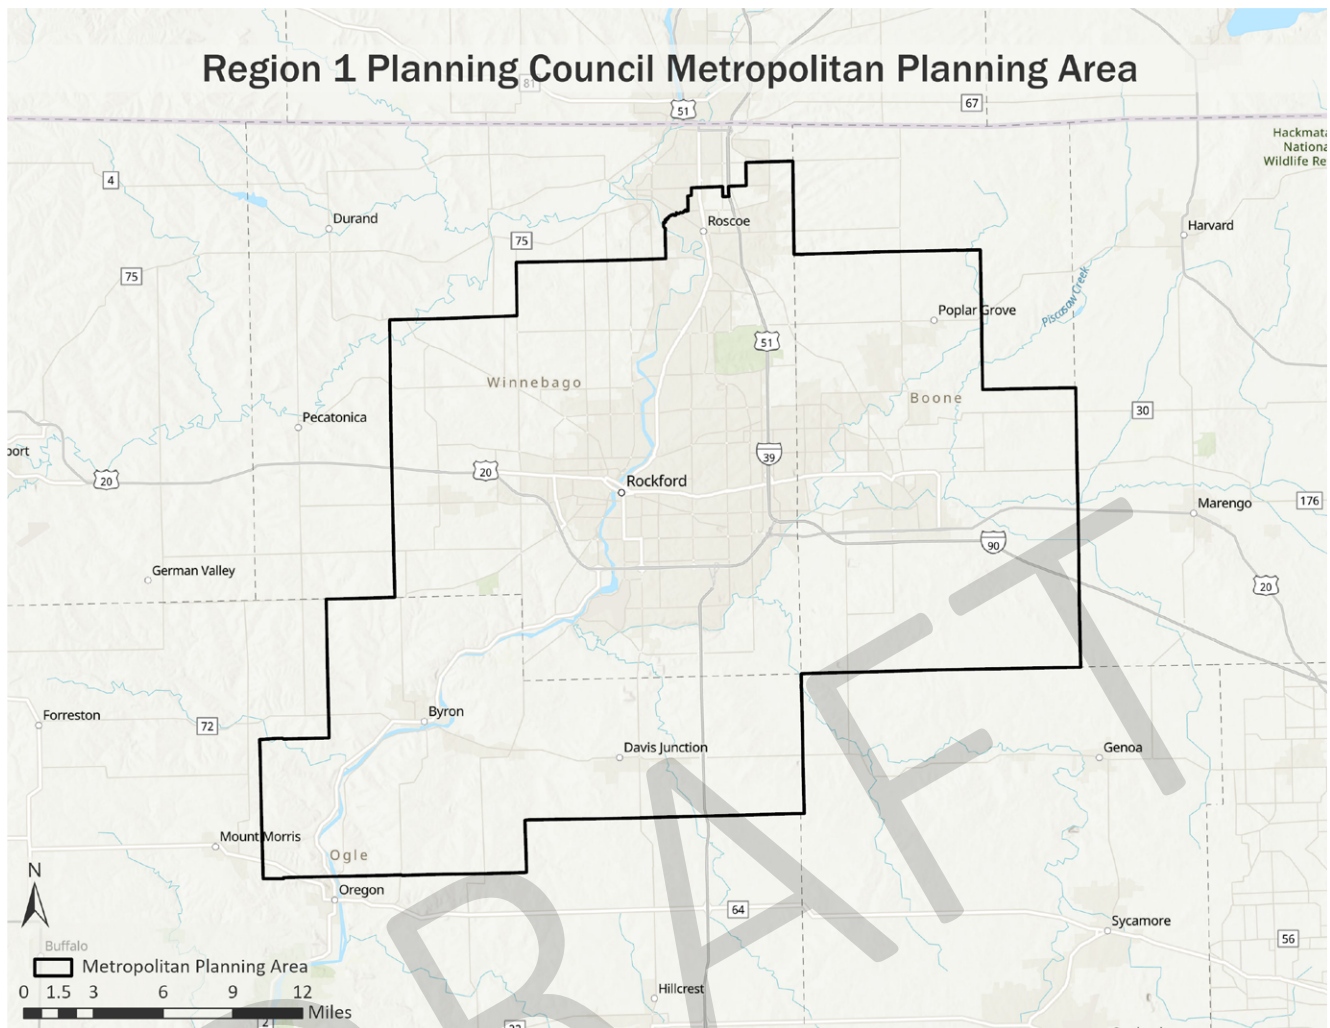 Region 1 Planning Council Metropolitan Planning Area
81
51
67
Hackmata
Nationa
Wildlife Re
4
Durand
75
Roscoe
Harvard
75
Piscasaw Creek
Poplar Grove
51
Winnebago
Boone
30
Pecatonica
port
20
20
39
Rockford
Marengo
176
90
German Valley
20
Forreston
72
Byron
Davis Junction
Genoa
Mount Morris
Ogle
N
Oregon
64
Sycamore
56
Buffalo
Metropolitan Planning Area
0 1.5 3 6 9 12
Miles
Hillcrest
2
DRAFT